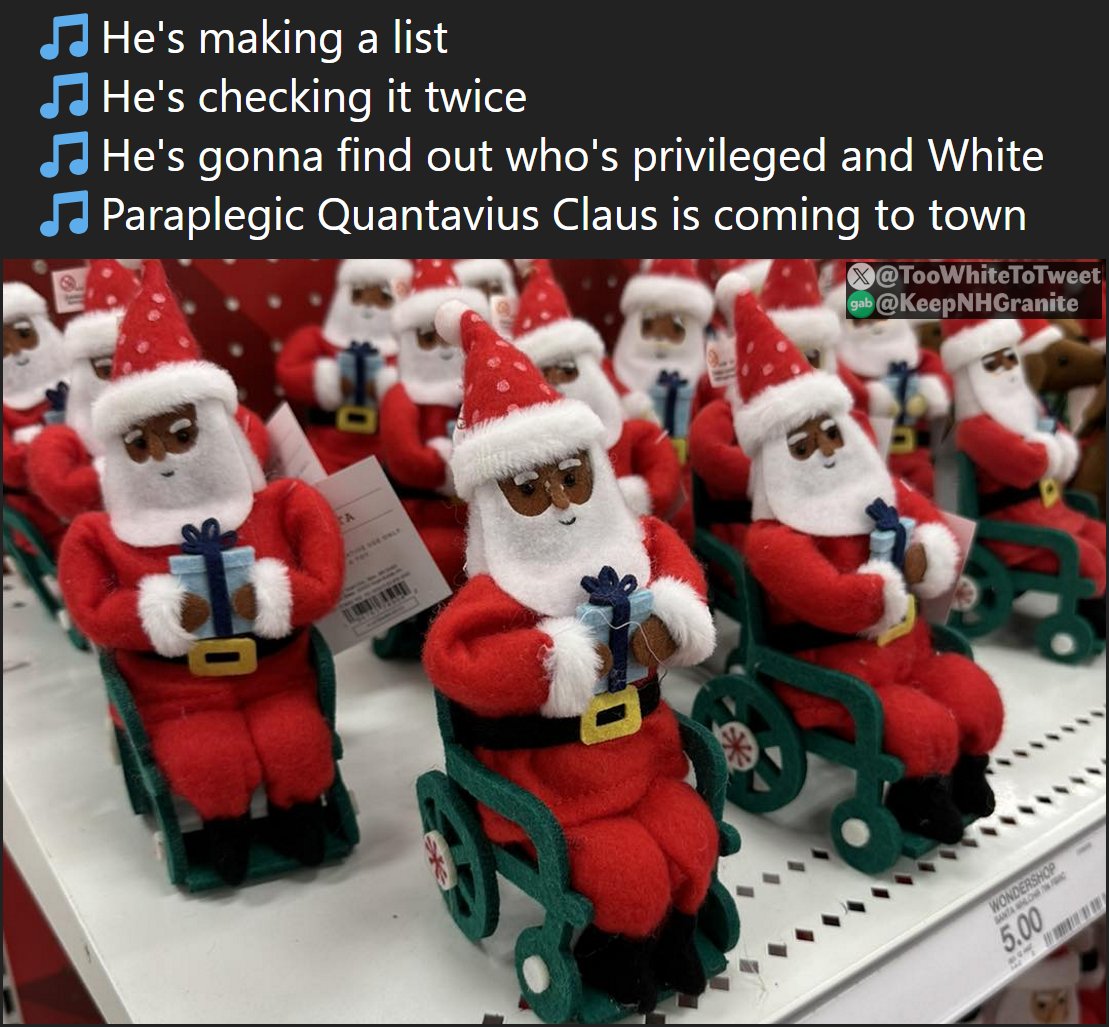 🎵 He's making a list
🎵 He's checking it twice
🎵 He's gonna find out who's privileged and White
🎵 Paraplegic Quantavius Claus is coming to town
X @TooWhiteToTweet
gab @KeepNHGranite
WONDERSHOP
5.00